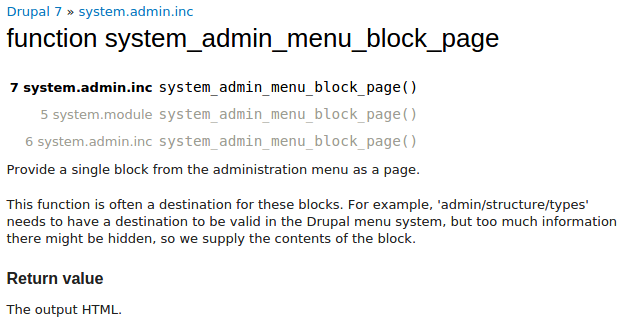 Drupal 7 » system.admin.inc
function system_admin_menu_block_page
7 system.admin.inc system_admin_menu_block_page()
5 system.module system_admin_menu_block_page()
6 system.admin.inc system_admin_menu_block_page()
Provide a single block from the administration menu as a page.
This function is often a destination for these blocks. For example, 'admin/structure/types'
needs to have a destination to be valid in the Drupal menu system, but too much information
there might be hidden, so we supply the contents of the block.
Return value
The output HTML.